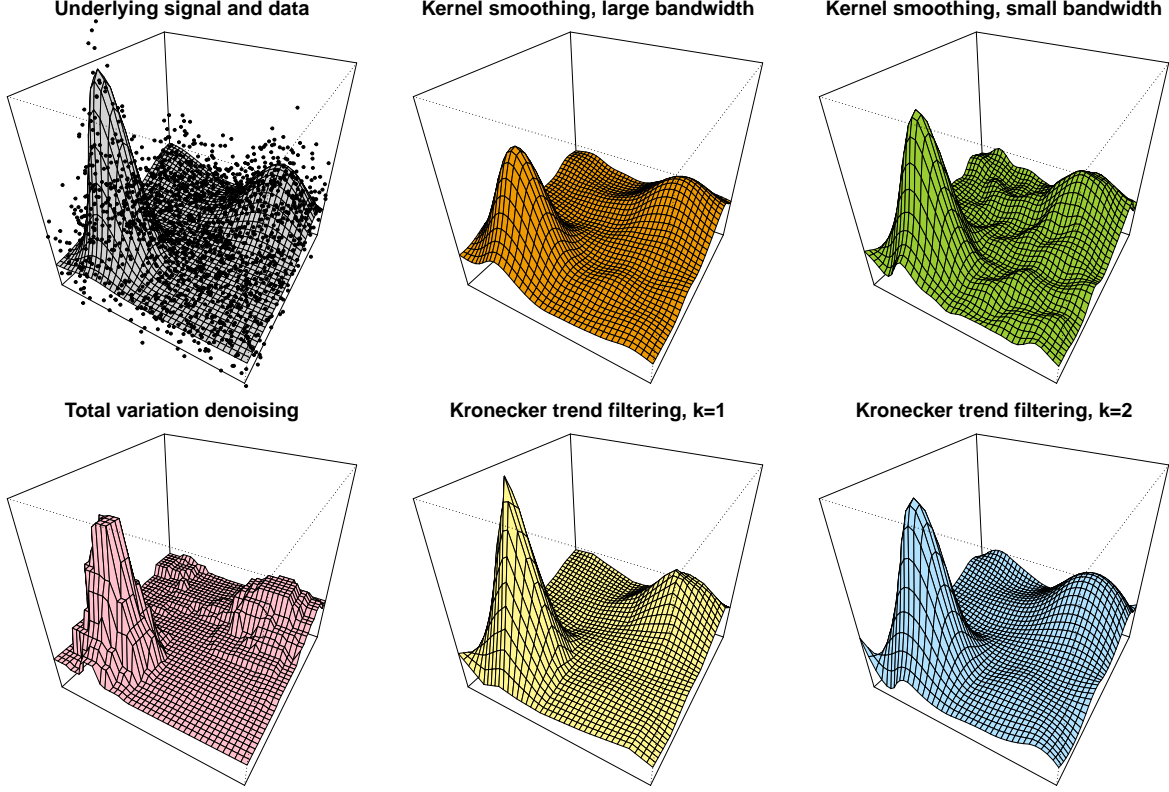 Underlying signal and data
Kernel smoothing, large bandwidth
Kernel smoothing, small bandwidth
Total variation denoising
Kronecker trend filtering, k=1
Kronecker trend filtering, k=2